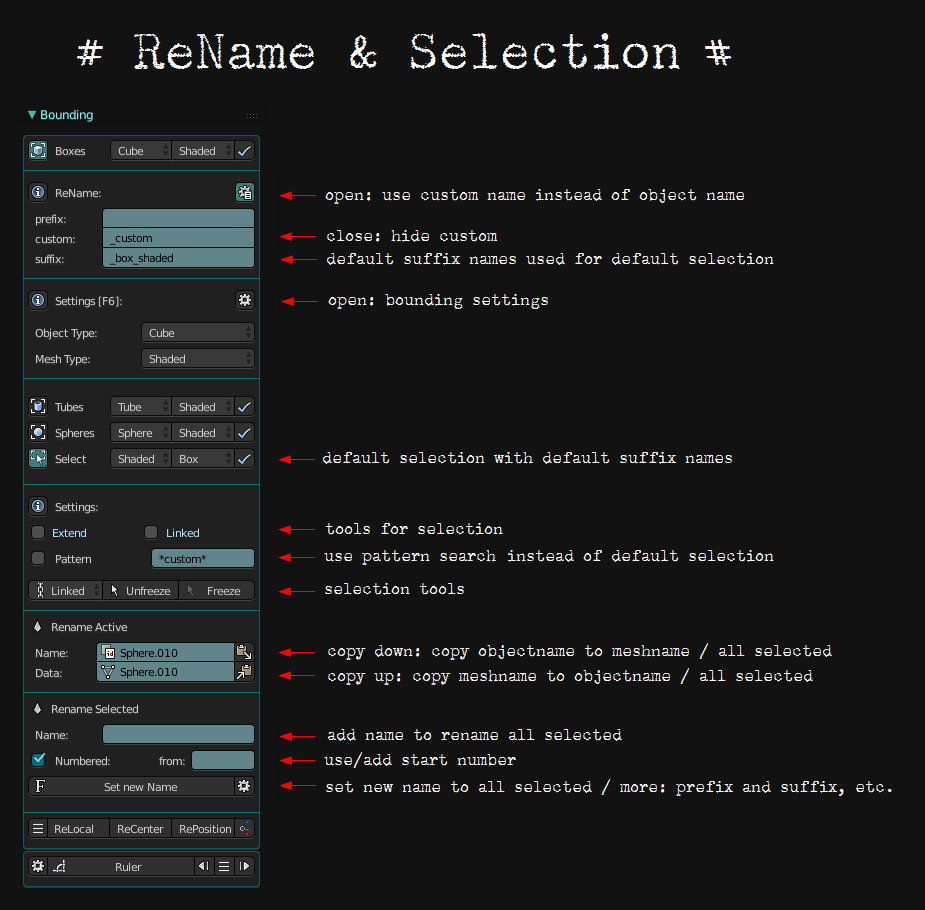 # ReName & Selection #
Bounding
Boxes Cube Shaded
ReName: open: use custom name instead of object name
prefix:
custom: _custom close: hide custom
suffix: _box_shaded default suffix names used for default selection
Settings [F6]: open: bounding settings
Object Type: Cube
Mesh Type: Shaded
Tubes Tube Shaded
Spheres Sphere Shaded
Select Shaded Box default selection with default suffix names
Settings:
Extend Linked tools for selection
Pattern *custom* use pattern search instead of default selection
Linked Unfreeze Freeze selection tools
Rename Active
Name: Sphere.010 copy down: copy objectname to meshname / all selected
Data: Sphere.010 copy up: copy meshname to objectname / all selected
Rename Selected
Name: add name to rename all selected
Numbered: from: use/add start number
F Set new Name set new name to all selected / more: prefix and suffix, etc.
ReLocal ReCenter RePosition
Ruler